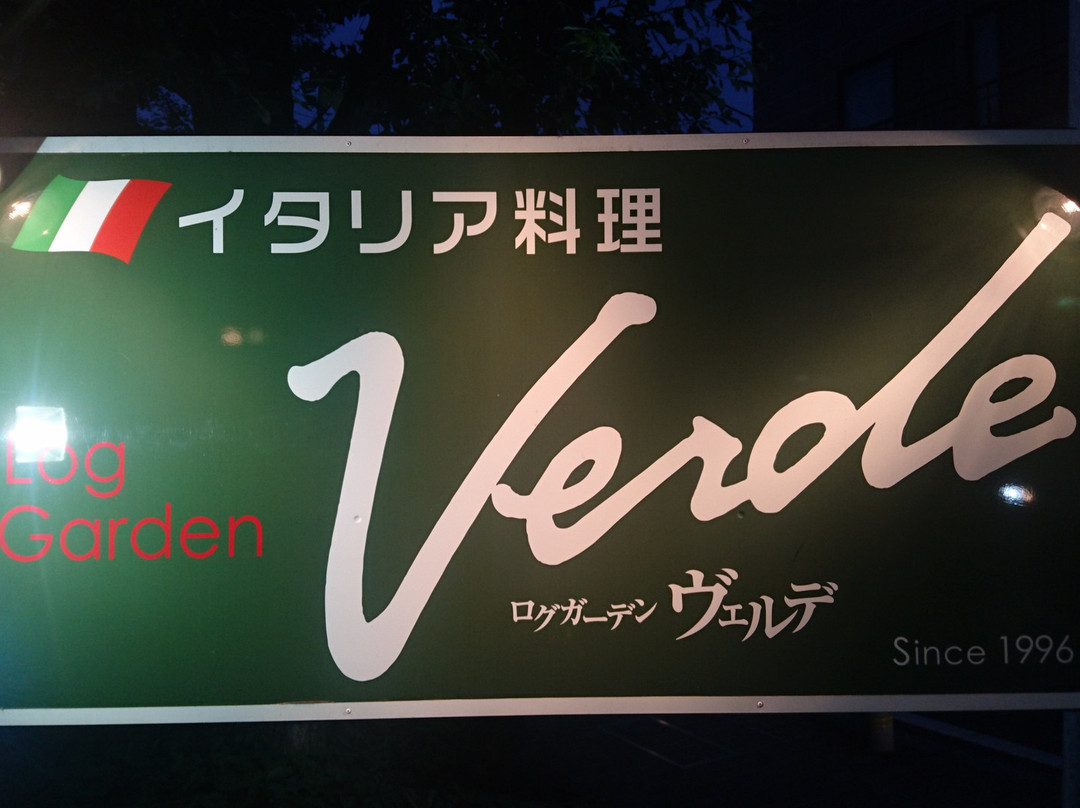 イタリア料理
Verde
Log
Garden
ログガーデン ヴェルデ
Since 1996